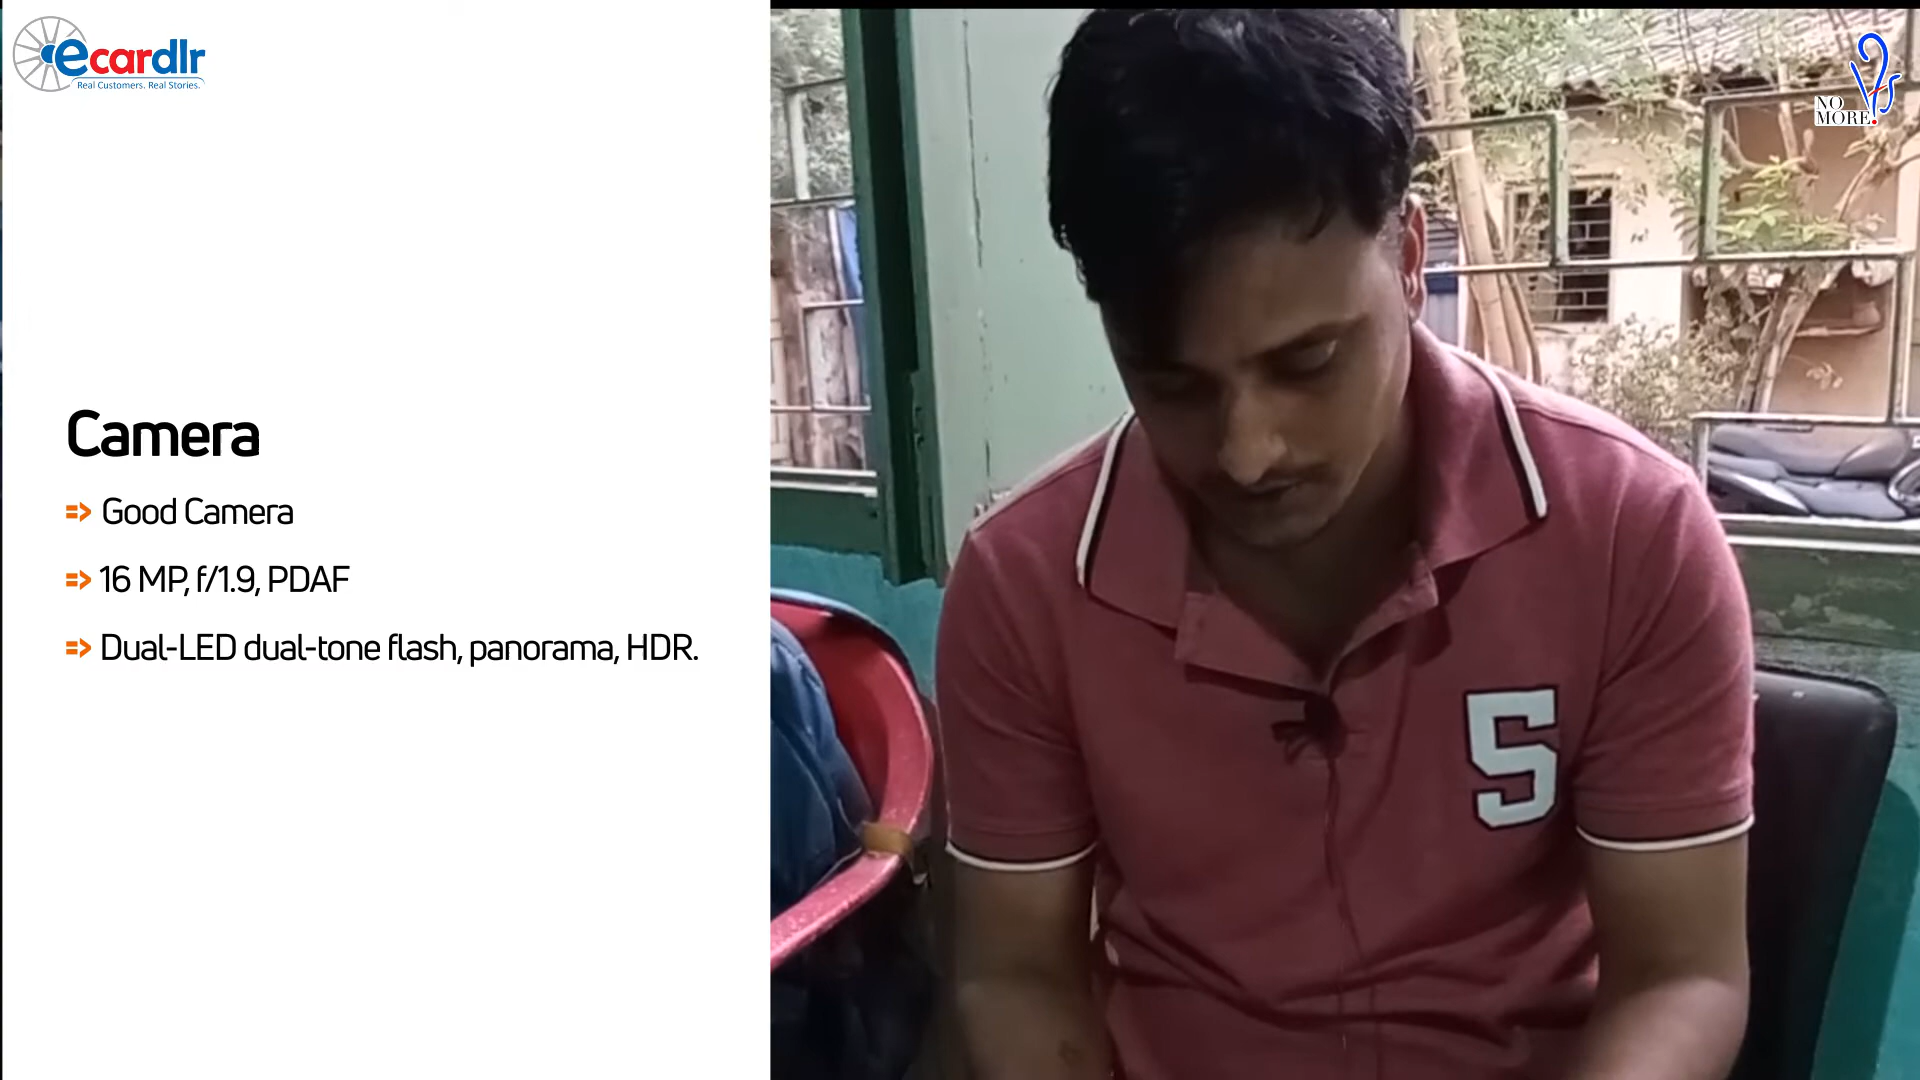 ecardlr
Real Customers. Real Stories.
NO
MORE.
Camera
=> Good Camera
=> 16 MP, f/1.9, PDAF
=> Dual-LED dual-tone flash, panorama, HDR.
5